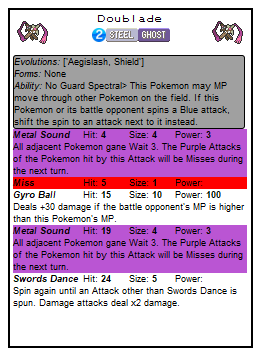 Doublade
2 STEEL GHOST
Evolutions: ['Aegislash, Shield']
Forms: None
Ability: No Guard Spectral> This Pokemon may MP
move through other Pokemon on the field. If this
Pokemon or its battle opponent spins a Blue attack,
shift the spin to an attack next to it instead.
Metal Sound Hit: 4 Size: 4 Power: 3
All adjacent Pokemon gane Wait 3. The Purple Attacks
of the Pokemon hit by this Attack will be Misses during
the next turn.
Miss Hit: 5 Size: 1 Power:
Gyro Ball Hit: 15 Size: 10 Power: 100
Deals +30 damage if the battle opponent's MP is higher
than this Pokemon's MP.
Metal Sound Hit: 19 Size: 4 Power: 3
All adjacent Pokemon gane Wait 3. The Purple Attacks
of the Pokemon hit by this Attack will be Misses during
the next turn.
Swords Dance Hit: 24 Size: 5 Power:
Spin again until an Attack other than Swords Dance is
spun. Damage attacks deal x2 damage.